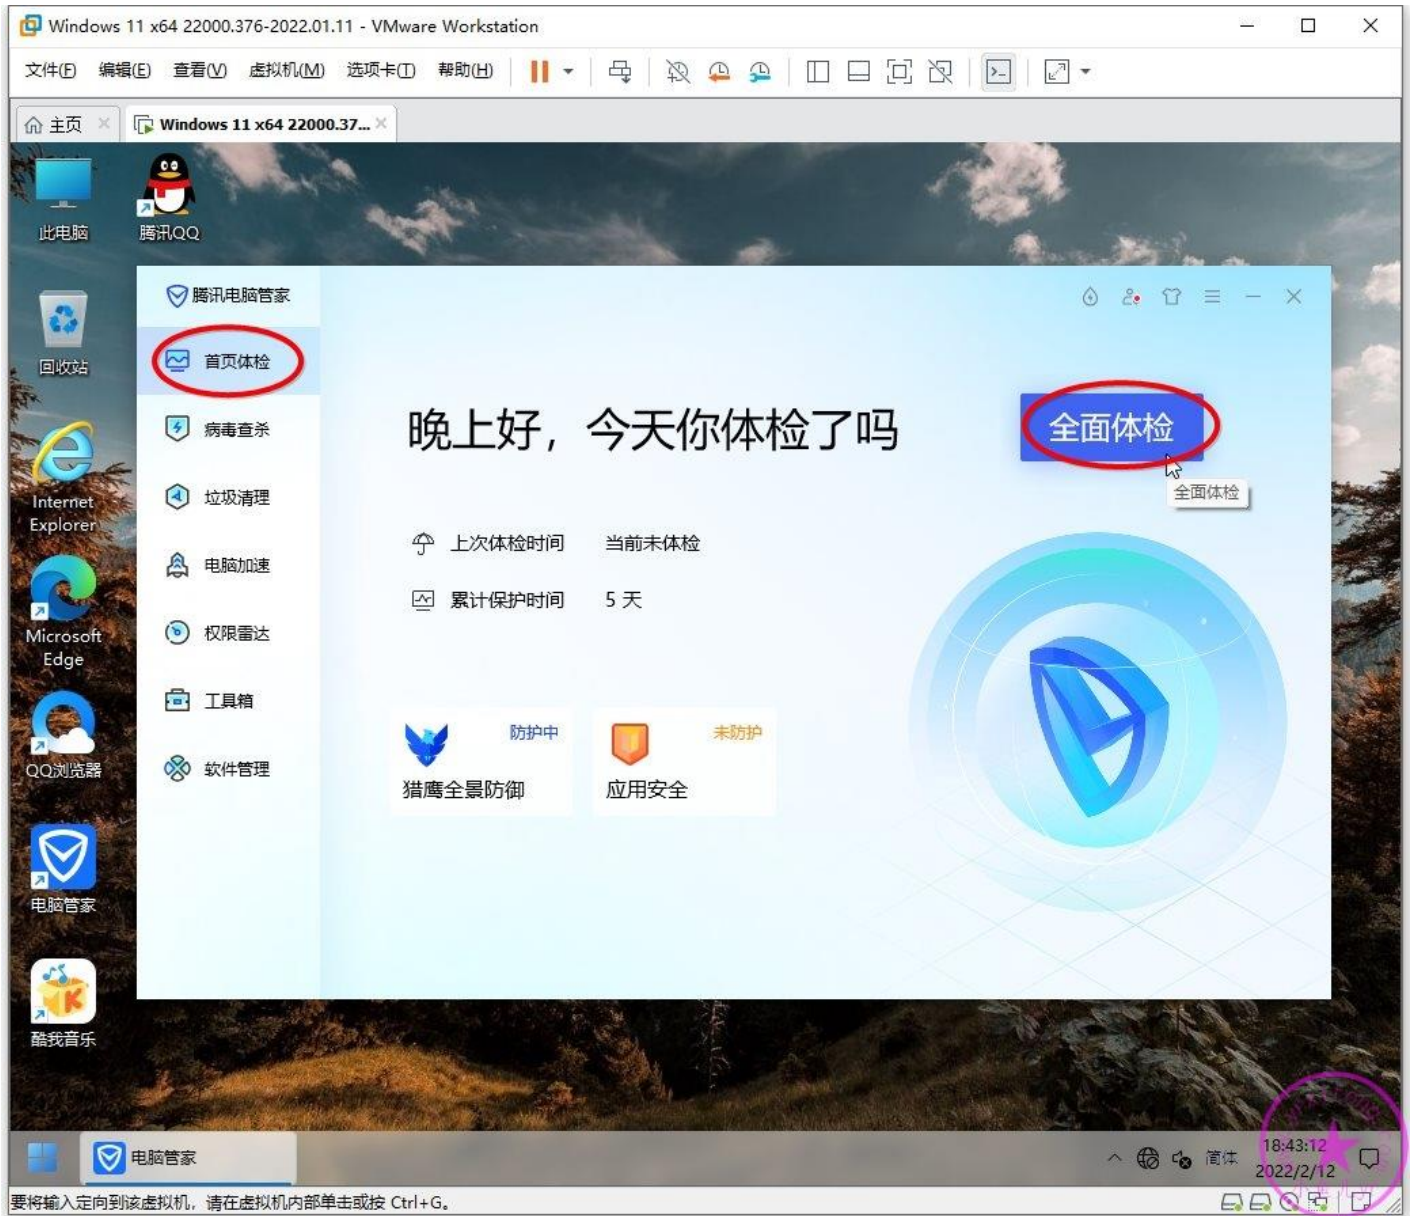 Windows 11 x64 22000.376-2022.01.11 - VMware Workstation
文件(F) 编辑(E) 查看(V) 虚拟机(M) 选项卡(T) 帮助(H)
主页 Windows 11 x64 22000.37...
此电脑
腾讯QQ
回收站
Internet
Explorer
Microsoft
Edge
QQ浏览器
电脑管家
酷我音乐
腾讯电脑管家
首页体检
病毒查杀
垃圾清理
电脑加速
权限雷达
工具箱
软件管理
晚上好，今天你体检了吗
全面体检
全面体检
上次体检时间 当前未体检
累计保护时间 5 天
防护中
猎鹰全景防御
未防护
应用安全
电脑管家
简体
18:43:12
2022/2/12
要将输入定向到该虚拟机，请在虚拟机内部单击或按 Ctrl+G。